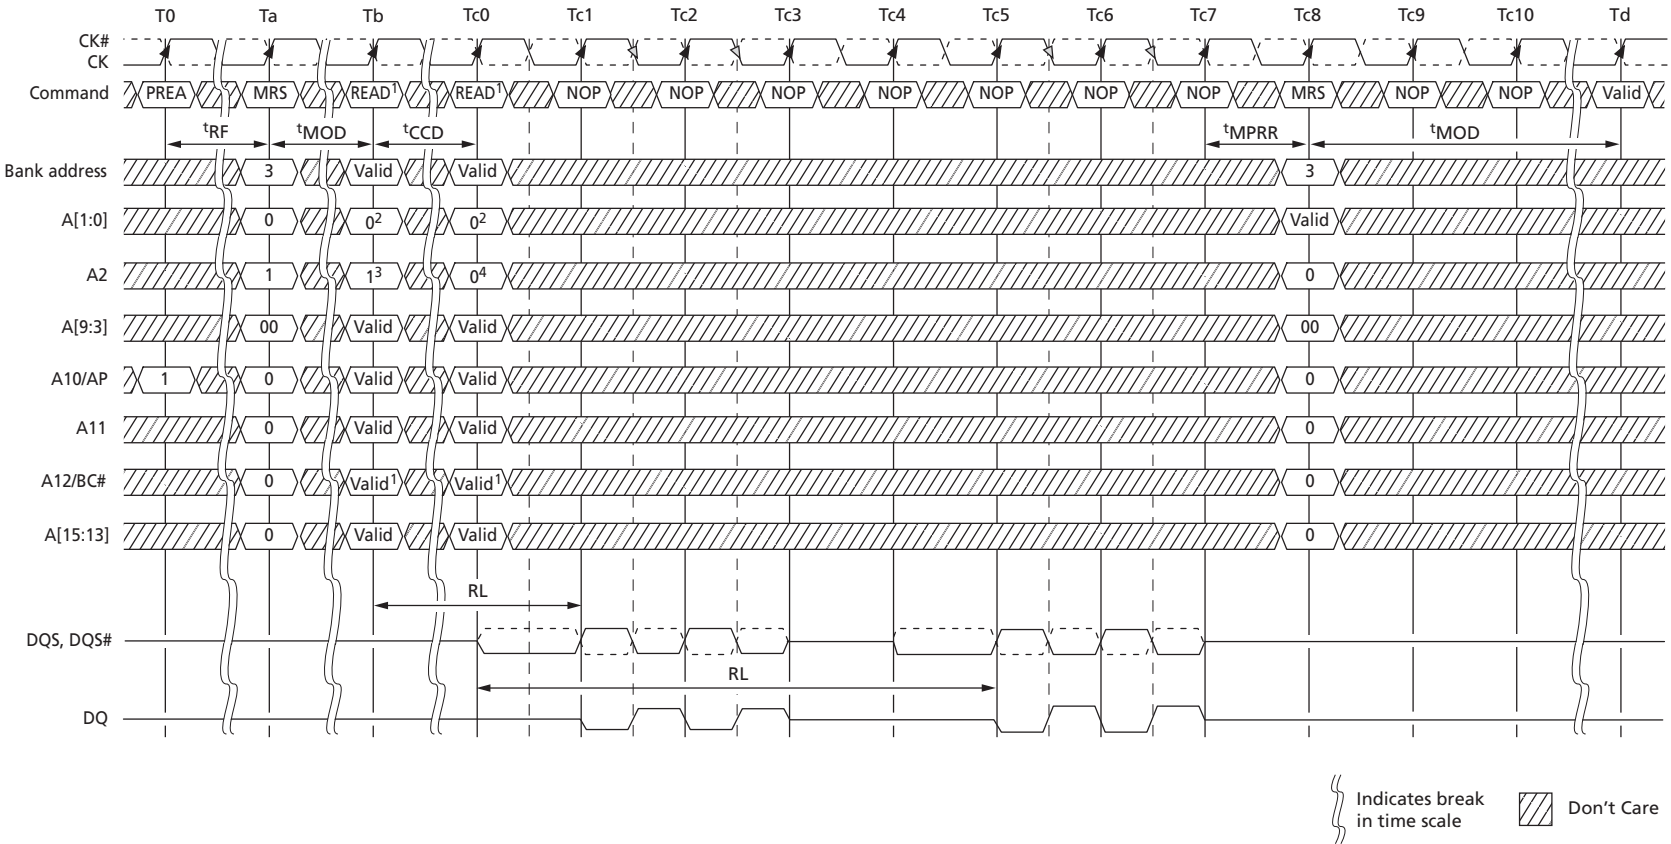 T0 Ta Tb Tc0 Tc1 Tc2 Tc3 Tc4 Tc5 Tc6 Tc7 Tc8 Tc9 Tc10 Td
CK#
CK
Command PREA MRS READ1 READ1 NOP NOP NOP NOP NOP NOP NOP MRS NOP NOP Valid
tRF tMOD tCCD tMPRR tMOD
Bank address 3 Valid Valid 3
A[1:0] 0 02 02 Valid
A2 1 13 04 0
A[9:3] 00 Valid Valid 00
A10/AP 1 0 Valid Valid 0
A11 0 Valid Valid 0
A12/BC# 0 Valid1 Valid1 0
A[15:13] 0 Valid Valid 0
RL
DQS, DQS#
RL
DQ
Indicates break
in time scale
Don't Care